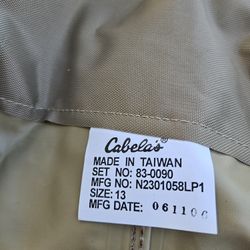 Cabela's
MADE IN TAIWAN
SET NO: 83-0090
MFG NO: N2301058LP1
SIZE: 13
MFG DATE: 061106